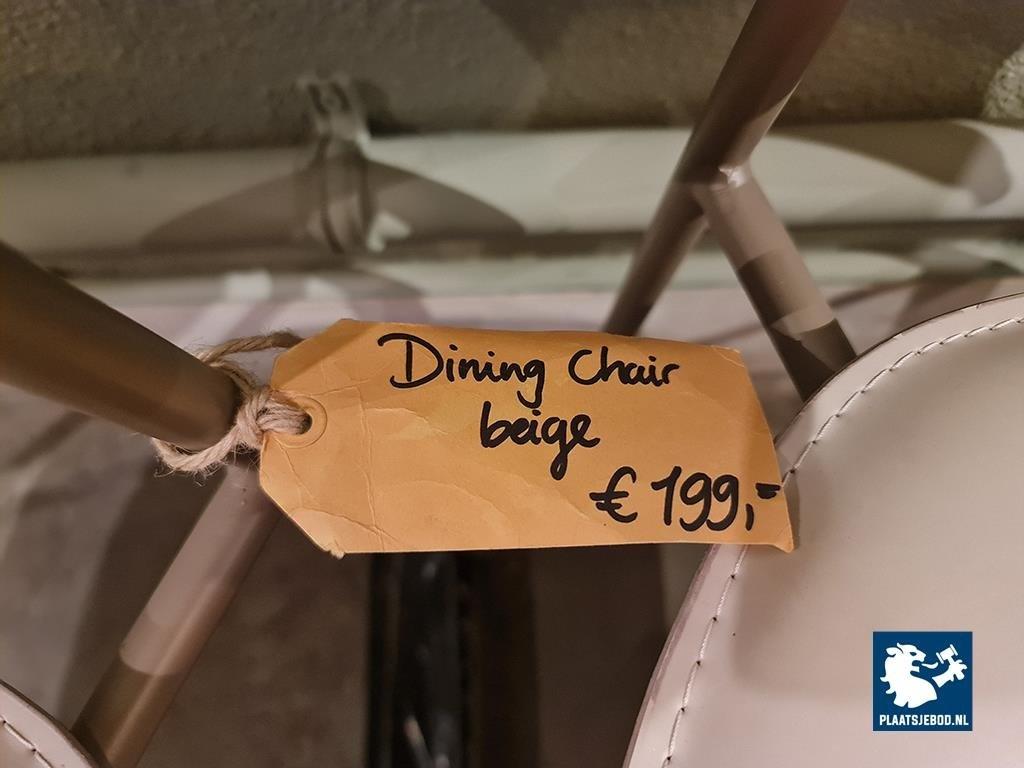 Dining Chair
beige
€ 199,-
PLAATSJEBOD.NL